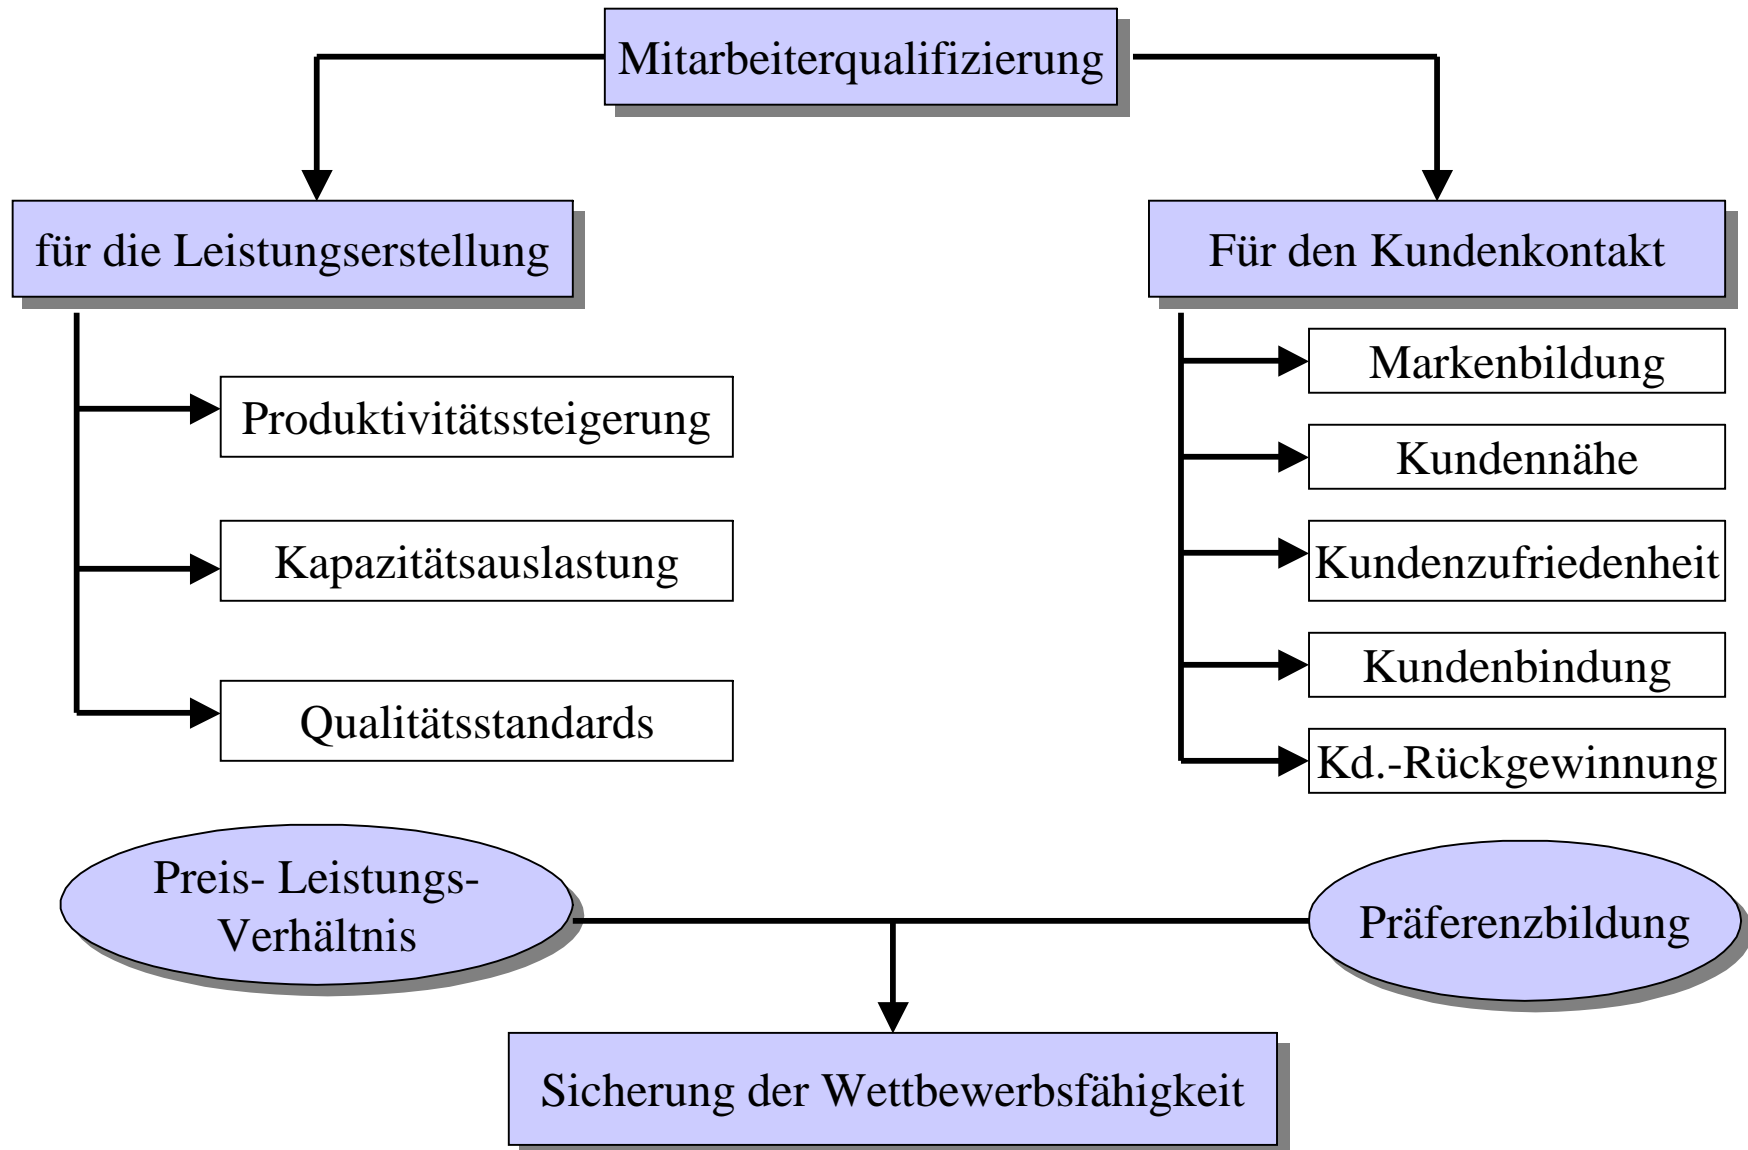 Mitarbeiterqualifizierung
für die Leistungserstellung
Produktivitätssteigerung
Kapazitätsauslastung
Qualitätsstandards
Für den Kundenkontakt
Markenbildung
Kundennähe
Kundenzufriedenheit
Kundenbindung
Kd.-Rückgewinnung
Preis- Leistungs-
Verhältnis
Präferenzbildung
Sicherung der Wettbewerbsfähigkeit